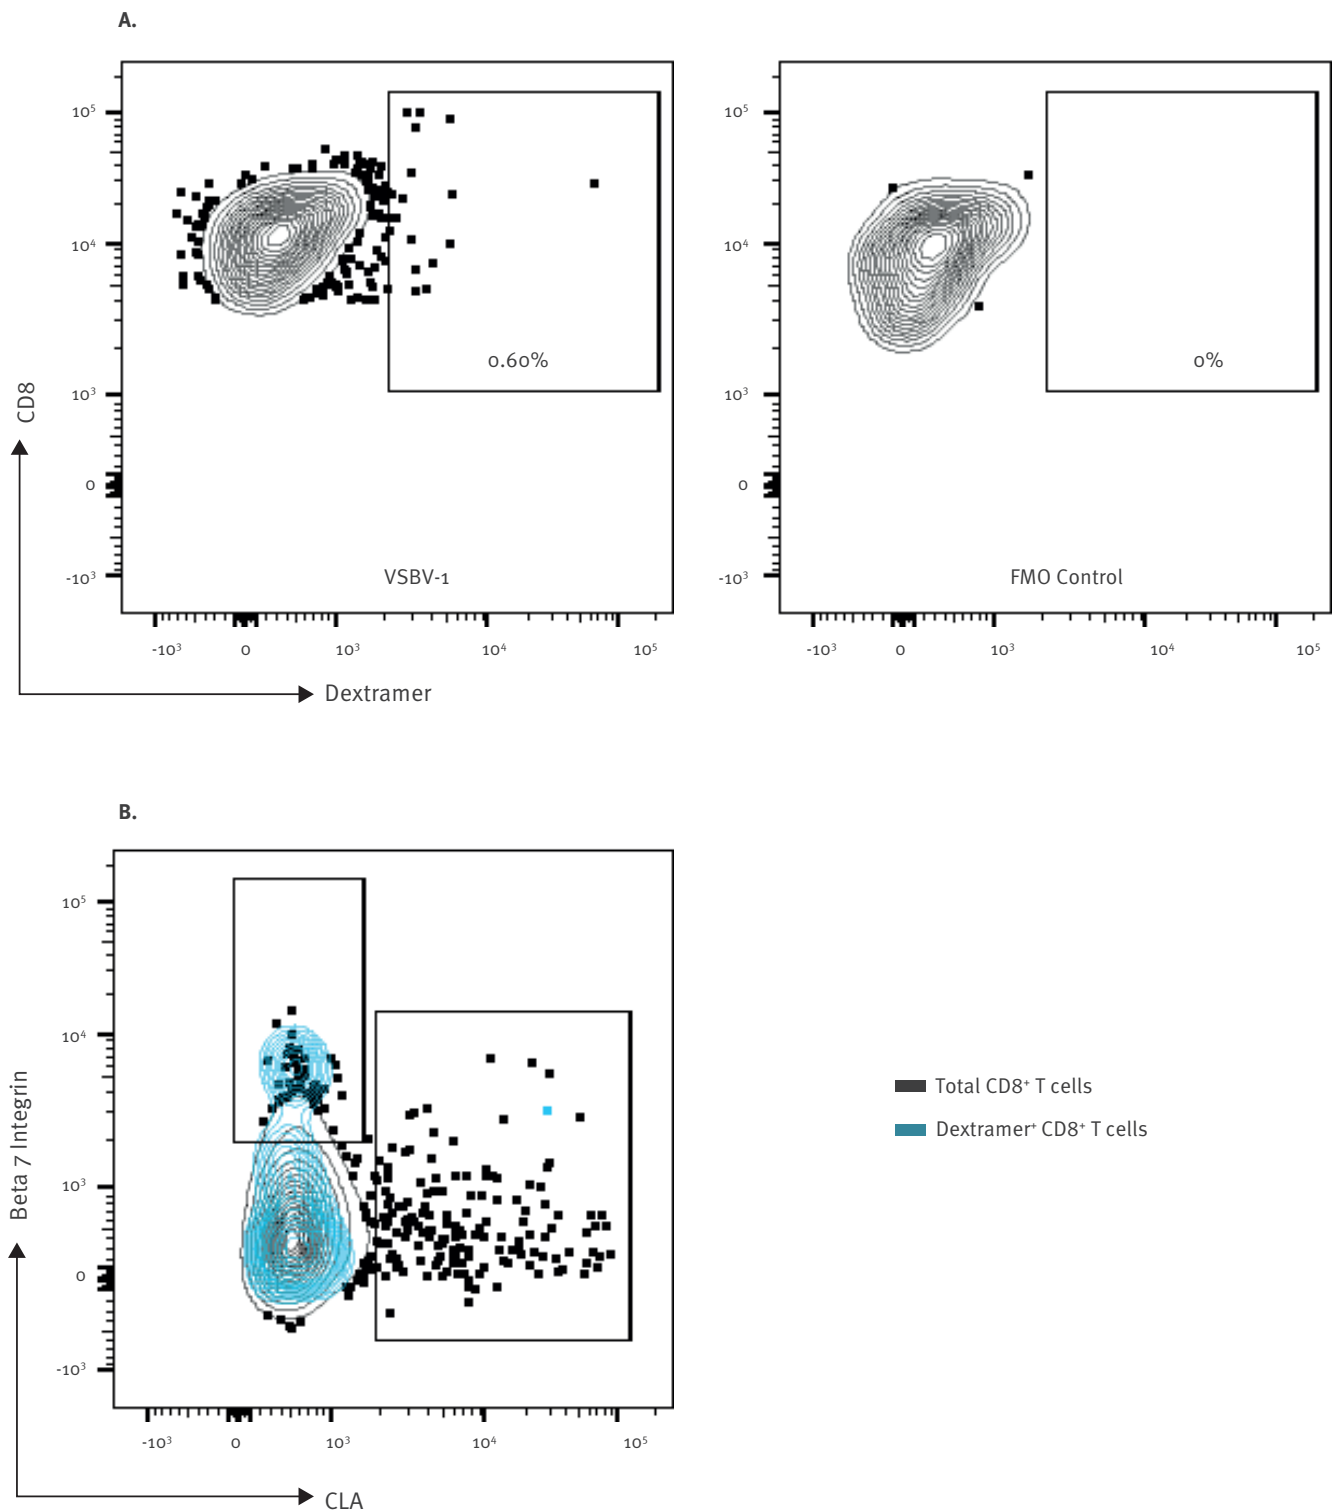 A.
10⁵
10⁴
10³
0
-10³
CD8
0.60%
VSBV-1
-10³ 0 10³ 10⁴ 10⁵
Dextramer
10⁵
10⁴
10³
0
-10³
0%
FMO Control
-10³ 0 10³ 10⁴ 10⁵
B.
10⁵
10⁴
10³
0
-10³
Beta 7 Integrin
-10³ 0 10³ 10⁴ 10⁵
CLA
Total CD8⁺ T cells
Dextramer⁺ CD8⁺ T cells